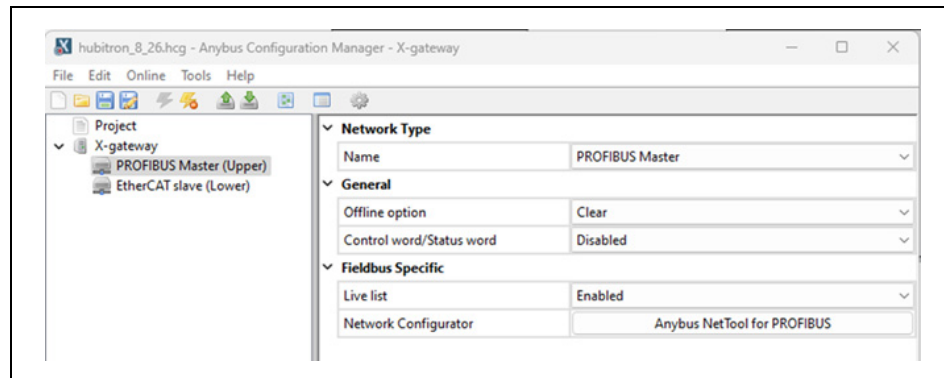 hubitron_8_26.hcg - Anybus Configuration Manager - X-gateway
File Edit Online Tools Help
Project
X-gateway
PROFIBUS Master (Upper)
EtherCAT slave (Lower)
Network Type
Name PROFIBUS Master
General
Offline option Clear
Control word/Status word Disabled
Fieldbus Specific
Live list Enabled
Network Configurator Anybus NetTool for PROFIBUS